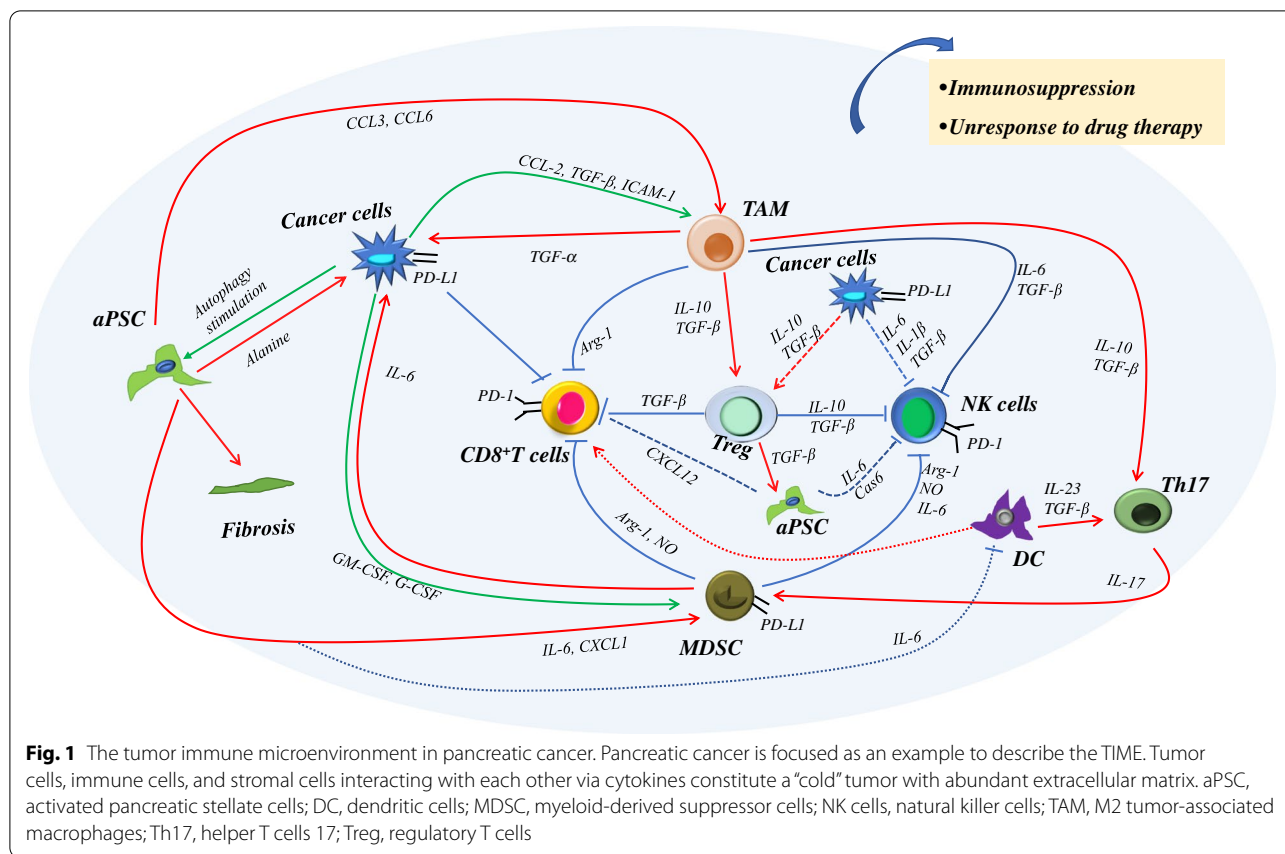 •Immunosuppression
•Unresponse to drug therapy
CCL3, CCL6
CCL-2, TGF-β, ICAM-1
Cancer cells
TAM
TGF-α
PD-L1
Cancer cells
PD-L1
IL-6
TGF-β
Autophagy
stimulation
aPSC
Alanine
IL-6
Arg-1
IL-10
TGF-β
IL-10
TGF-β
IL-6
IL-1β
TGF-β
IL-10
TGF-β
PD-1
TGF-β
IL-10
TGF-β
NK cells
PD-1
CD8⁺T cells
Treg
CXCL12
TGF-β
IL-6
Cas6
Arg-1
NO
IL-6
IL-23
TGF-β
Th17
aPSC
DC
Fibrosis
Arg-1, NO
GM-CSF, G-CSF
IL-17
PD-L1
MDSC
IL-6, CXCL1
IL-6
Fig. 1 The tumor immune microenvironment in pancreatic cancer. Pancreatic cancer is focused as an example to describe the TIME. Tumor
cells, immune cells, and stromal cells interacting with each other via cytokines constitute a “cold” tumor with abundant extracellular matrix. aPSC,
activated pancreatic stellate cells; DC, dendritic cells; MDSC, myeloid-derived suppressor cells; NK cells, natural killer cells; TAM, M2 tumor-associated
macrophages; Th17, helper T cells 17; Treg, regulatory T cells